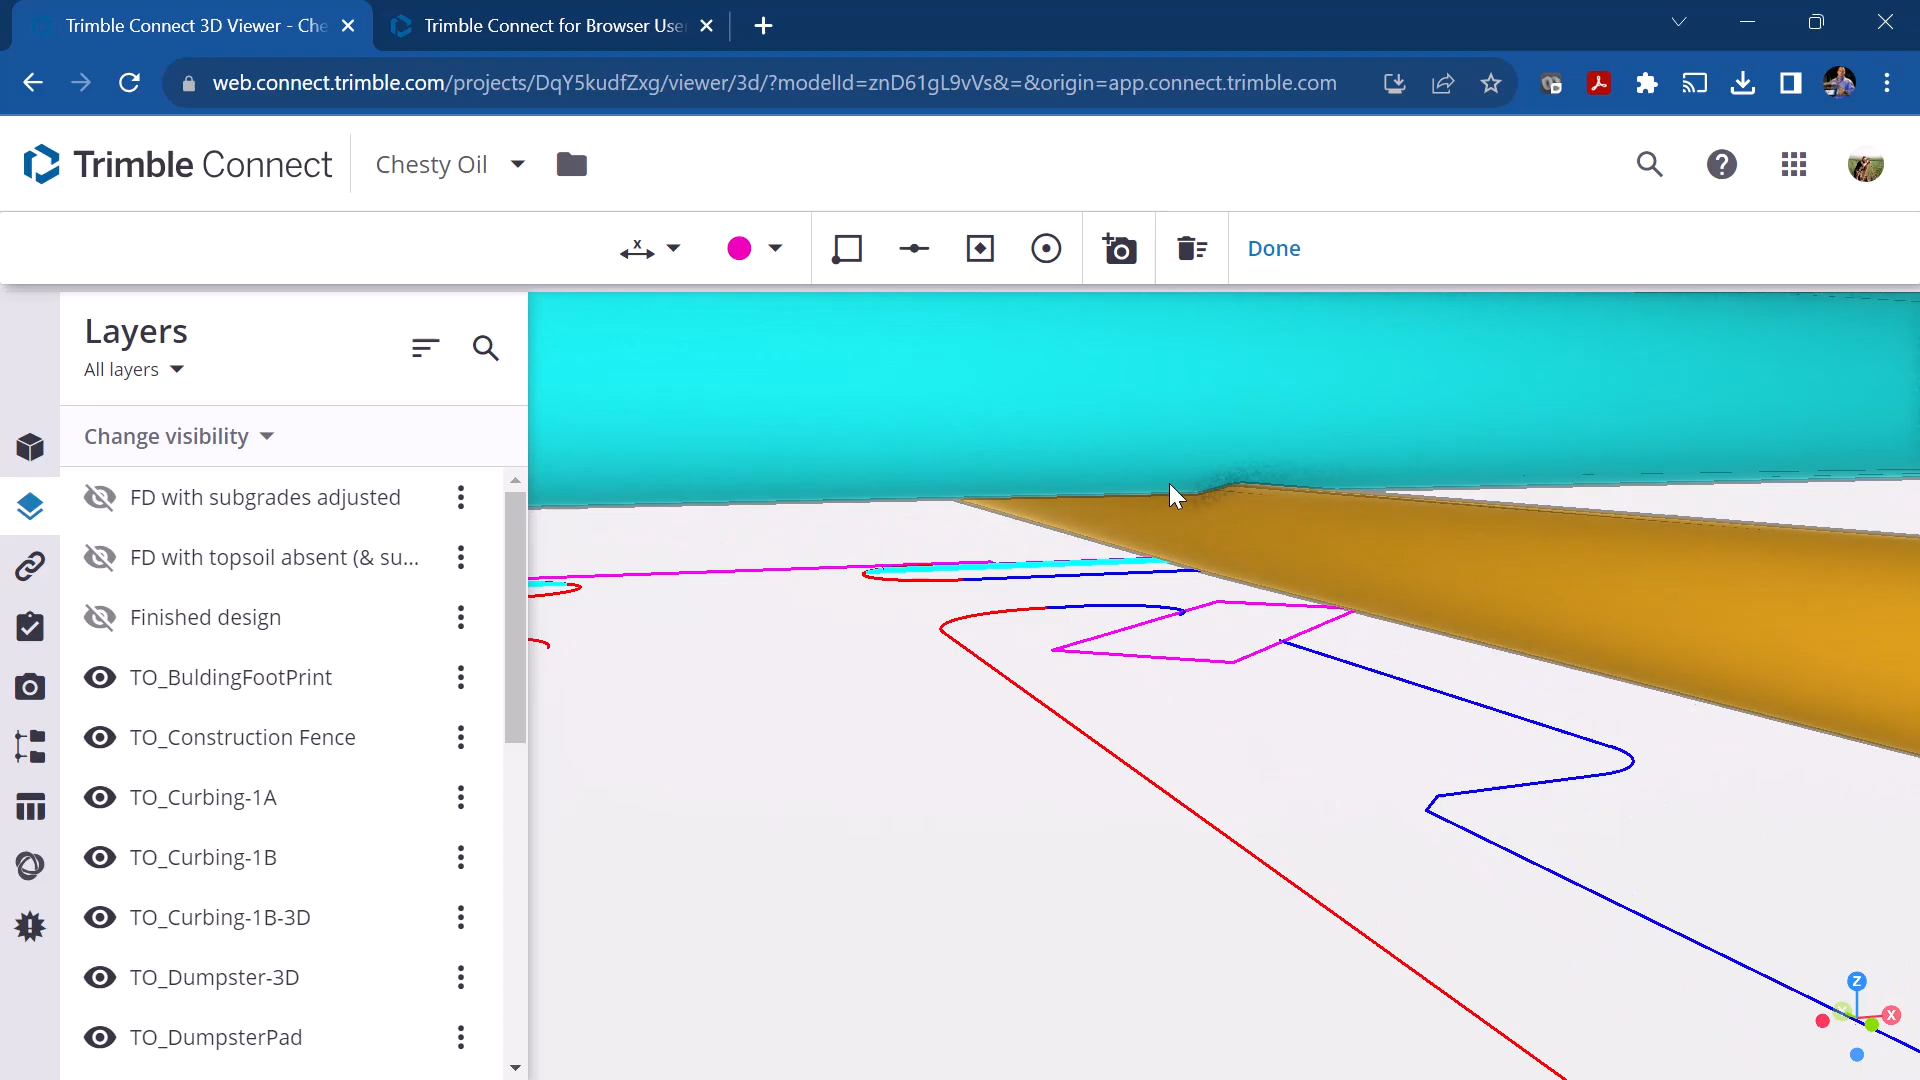 Trimble Connect 3D Viewer - Che
Trimble Connect for Browser Use
web.connect.trimble.com/projects/DqY5kudfZxg/viewer/3d/?modelId=znD61gL9vVs&=&origin=app.connect.trimble.com
Trimble Connect
Chesty Oil
X
Done
Layers
All layers
Change visibility
FD with subgrades adjusted
FD with topsoil absent (& su...
Finished design
TO_BuldingFootPrint
TO_Construction Fence
TO_Curbing-1A
TO_Curbing-1B
TO_Curbing-1B-3D
TO_Dumpster-3D
TO_DumpsterPad
Z
Y
X